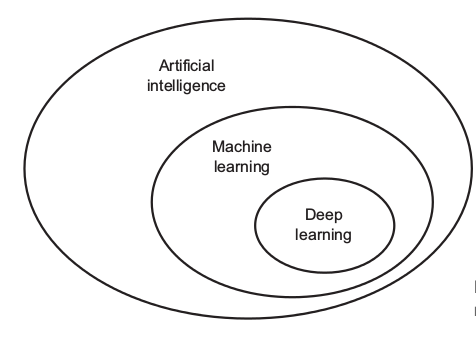 Artificial
intelligence
Machine
learning
Deep
learning